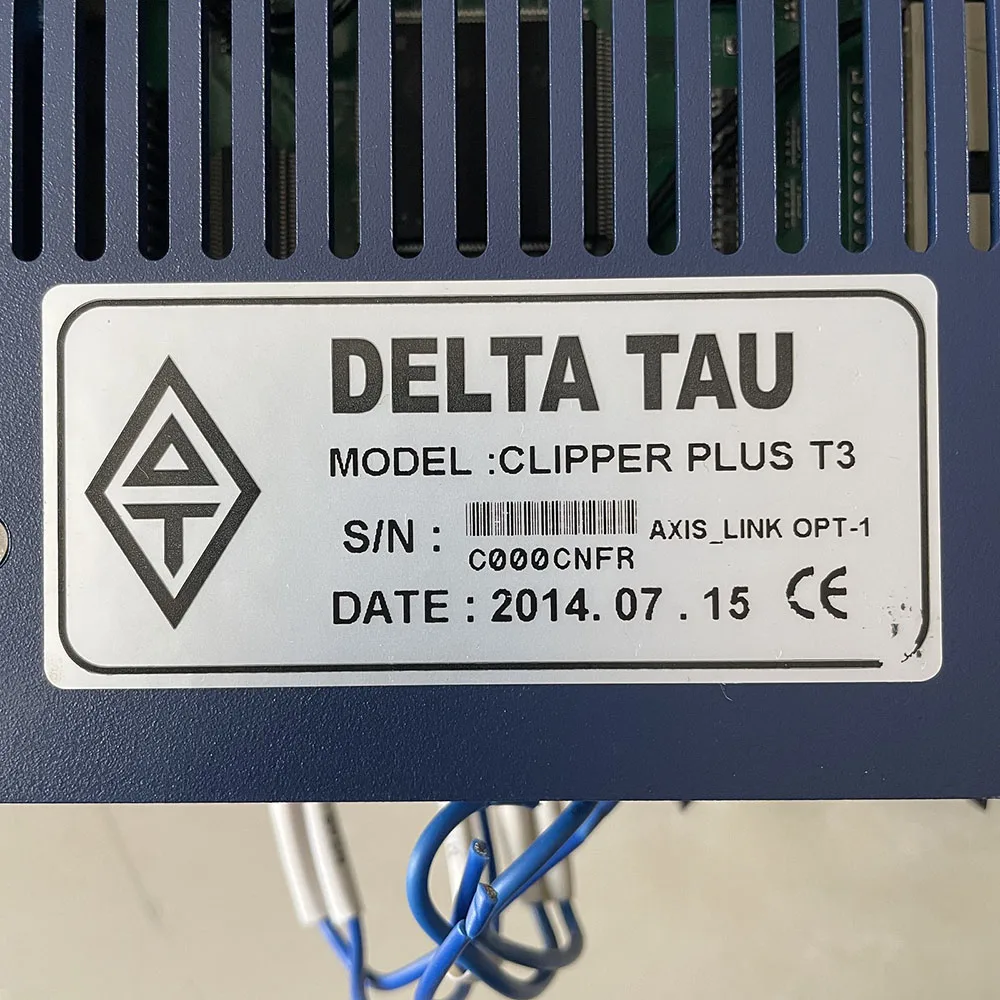 DELTA TAU
MODEL :CLIPPER PLUS T3
S/N : AXIS_LINK OPT-1
C000CNFR
DATE : 2014. 07 . 15 CE